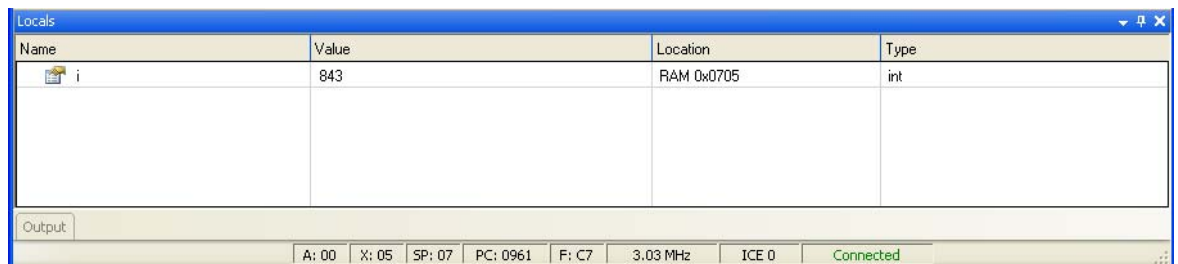 Locals
Name Value Location Type
i 843 RAM 0x0705 int
Output
A: 00 X: 05 SP: 07 PC: 0961 F: C7 3.03 MHz ICE 0 Connected